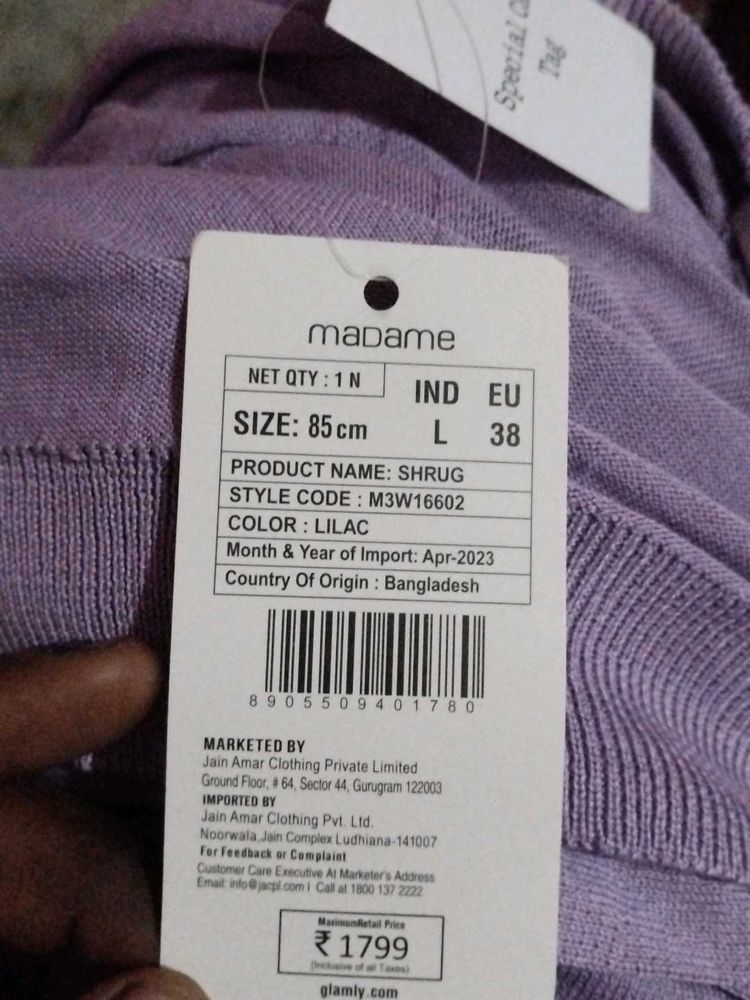 Special
Tag
maDame
NET QTY : 1 N
IND EU
SIZE: 85 cm L 38
PRODUCT NAME: SHRUG
STYLE CODE : M3W16602
COLOR : LILAC
Month & Year of Import: Apr-2023
Country Of Origin : Bangladesh
8905509401780
MARKETED BY
Jain Amar Clothing Private Limited
Ground Floor, # 64, Sector 44, Gurugram 122003
IMPORTED BY
Jain Amar Clothing Pvt. Ltd.
Noorwala,Jain Complex Ludhiana-141007
For Feedback or Complaint
Customer Care Executive At Marketer's Address
Email: info@jacpl.com I Call at 1800 137 2222
MaximumRetail Price
₹ 1799
(Inclusive of all Taxes)
glamly.com